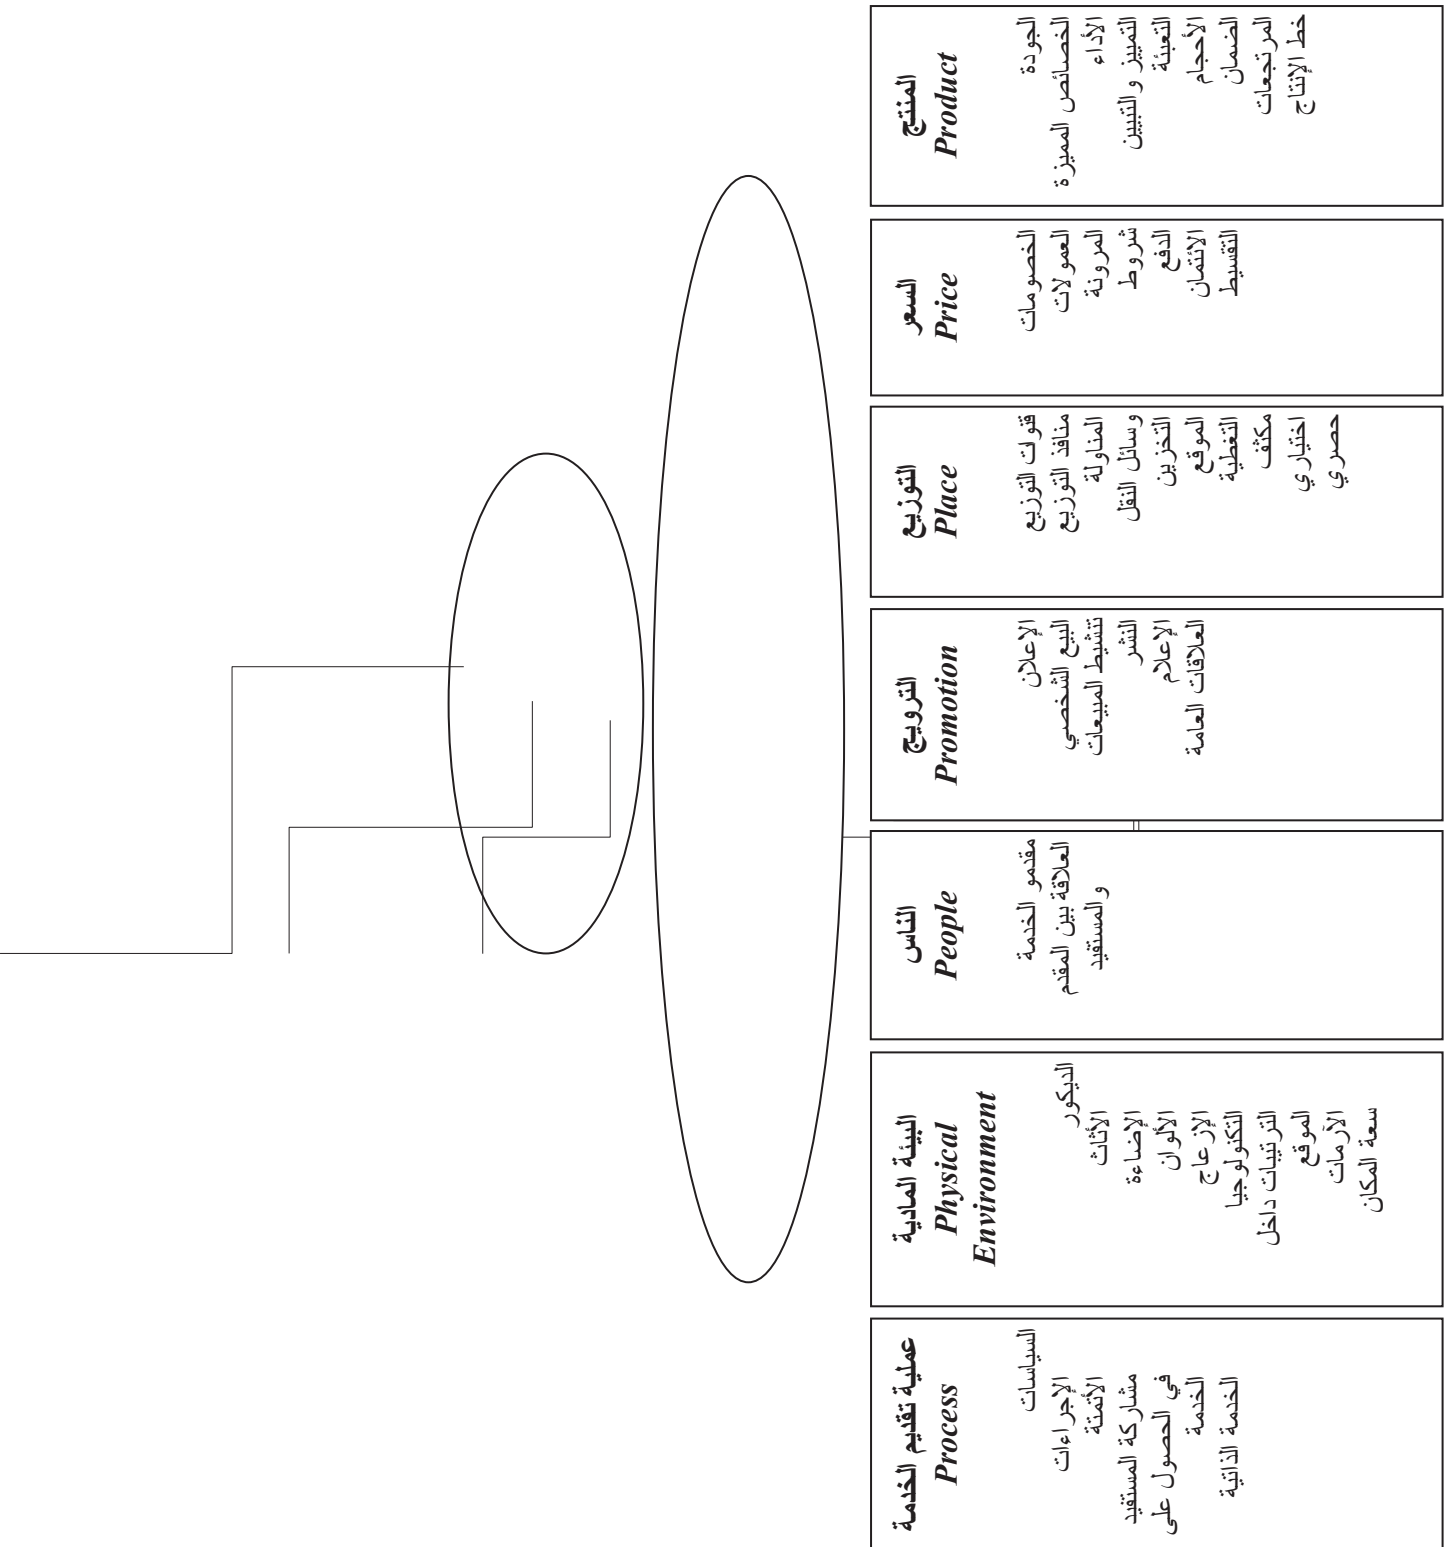 المنتج
Product
الجودة
الخصائص المميزة
الأداء
التمييز والتبيين
التعبئة
الأحجام
الضمان
المرتجعات
خط الإنتاج
السعر
Price
الخصومات
العمولات
المرونة
شروط
الدفع
الائتمان
التقسيط
التوزيع
Place
قنوات التوزيع
منافذ التوزيع
المناولة
وسائل النقل
التخزين
الموقع
التغطية
مكثف
اختياري
حصري
الترويج
Promotion
الإعلان
البيع الشخصي
تنشيط المبيعات
النشر
الإعلام
العلاقات العامة
الناس
People
مقدمو الخدمة
العلاقة بين المقدم
والمستفيد
البيئة المادية
Physical
Environment
الديكور
الأثاث
الإضاءة
الألوان
الإزعاج
التكنولوجيا
الترتيبات داخل
الموقع
الآرمات
سعة المكان
عملية تقديم الخدمة
Process
السياسات
الإجراءات
الأتمتة
مشاركة المستفيد
في الحصول على
الخدمة
الخدمة الذاتية